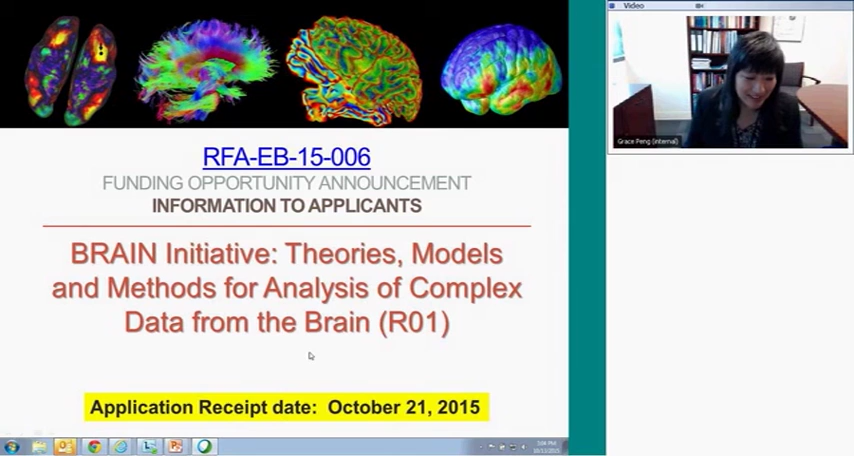 RFA-EB-15-006
FUNDING OPPORTUNITY ANNOUNCEMENT
INFORMATION TO APPLICANTS
BRAIN Initiative: Theories, Models
and Methods for Analysis of Complex
Data from the Brain (R01)
Application Receipt date: October 21, 2015
Video
Grace Peng (internal)